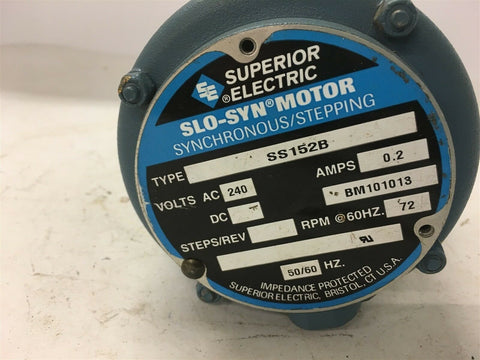 SE SUPERIOR
® ELECTRIC
SLO-SYN® MOTOR
SYNCHRONOUS/STEPPING
TYPE SS152B
VOLTS AC 240 AMPS 0.2
DC - BM101013
STEPS/REV RPM @60HZ. 72
50/60 HZ.
IMPEDANCE PROTECTED
SUPERIOR ELECTRIC, BRISTOL, CT U.S.A.